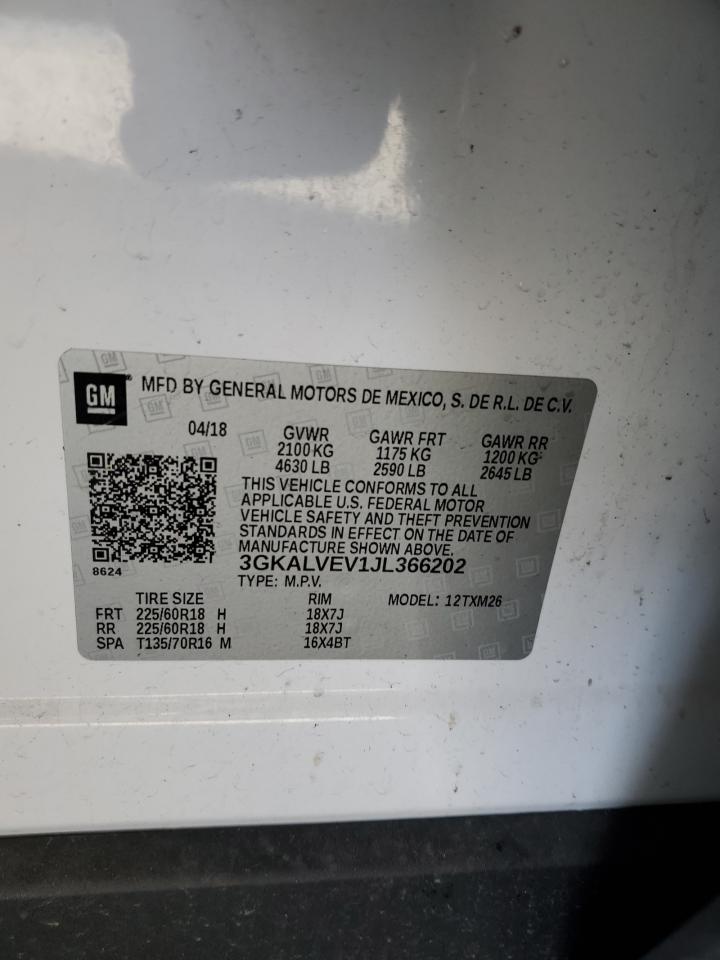 GM® MFD BY GENERAL MOTORS DE MEXICO, S. DE R.L. DE C.V.
04/18 GVWR GAWR FRT GAWR RR
2100 KG 1175 KG 1200 KG
4630 LB 2590 LB 2645 LB
THIS VEHICLE CONFORMS TO ALL
APPLICABLE U.S. FEDERAL MOTOR
VEHICLE SAFETY AND THEFT PREVENTION
STANDARDS IN EFFECT ON THE DATE OF
MANUFACTURE SHOWN ABOVE.
8624 3GKALVEV1JL366202
TYPE: M.P.V.
TIRE SIZE RIM MODEL: 12TXM26
FRT 225/60R18 H 18X7J
RR 225/60R18 H 18X7J
SPA T135/70R16 M 16X4BT